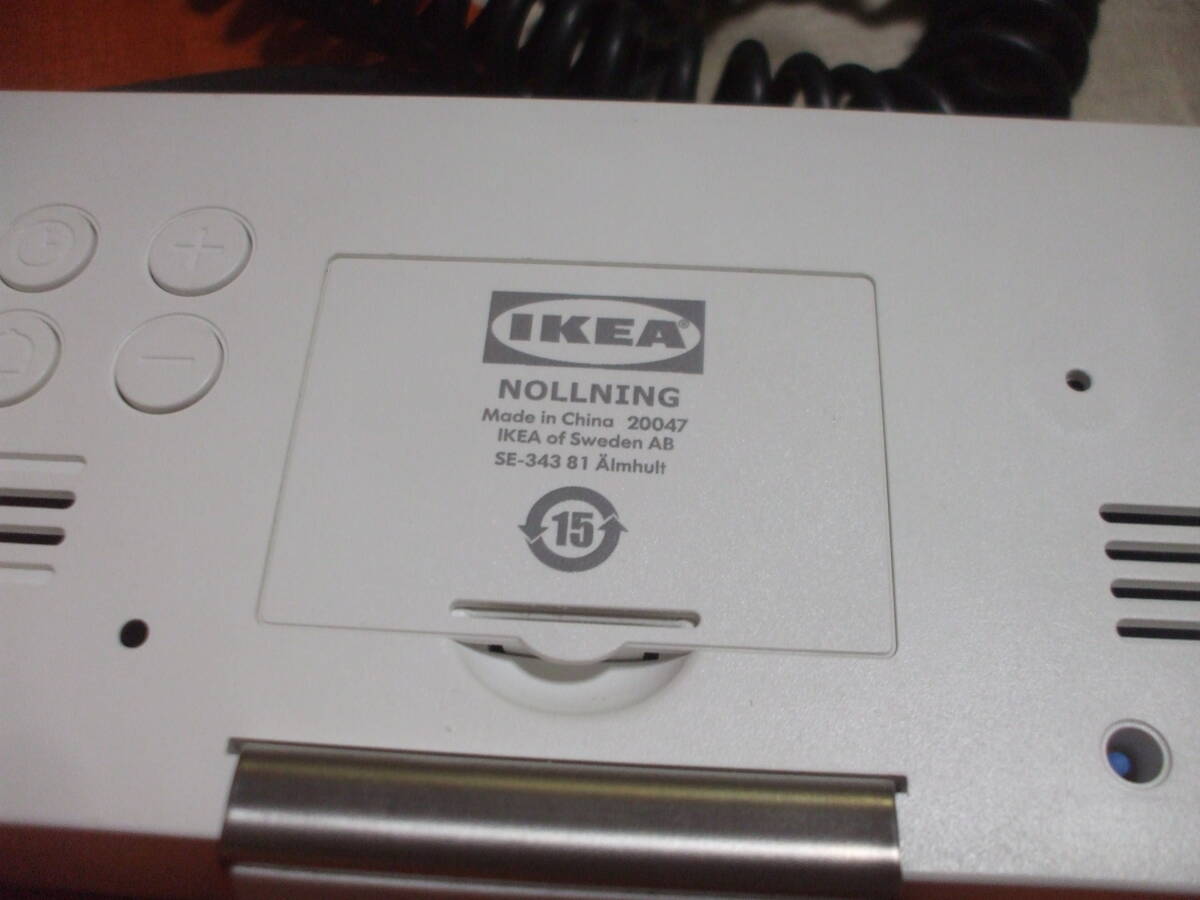 IKEA®
NOLLNING
Made in China 20047
IKEA of Sweden AB
SE-343 81 Älmhult
15